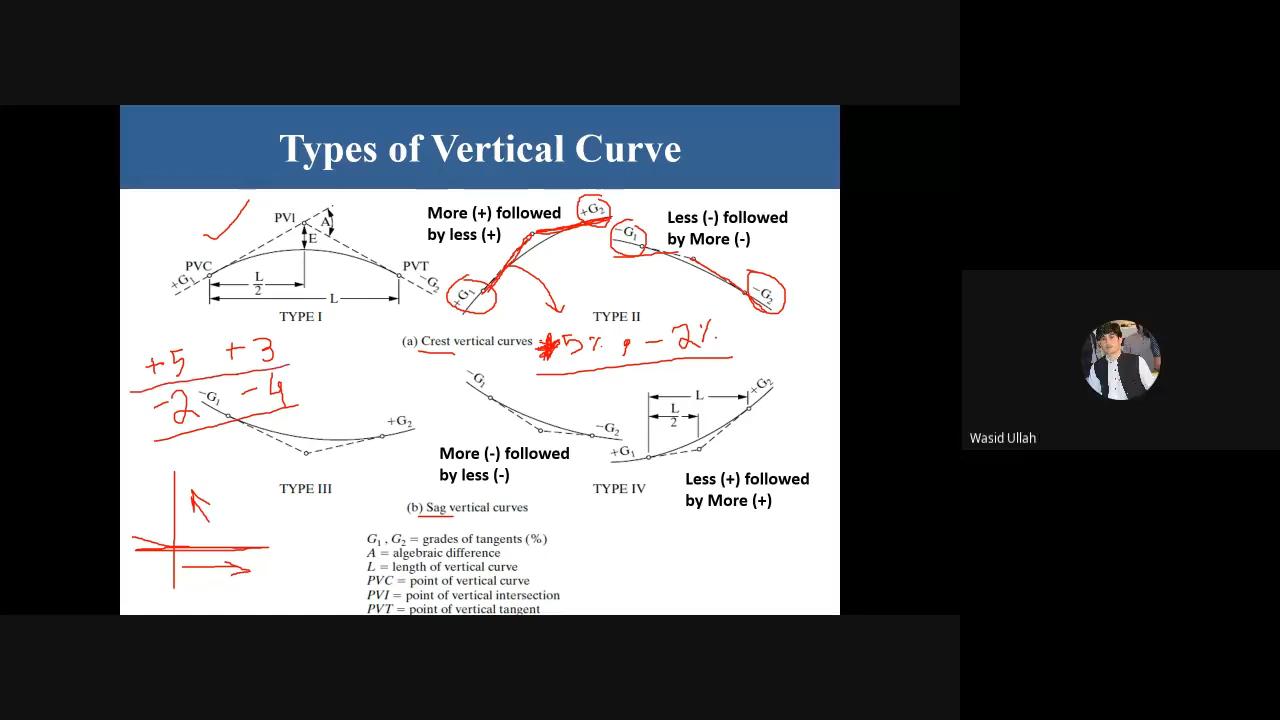 Types of Vertical Curve
PVI
A
E
PVC
PVT
+G₁
-G₂
L/2
L
TYPE I
More (+) followed
by less (+)
+G₂
+G₁
Less (-) followed
by More (-)
-G₁
-G₂
TYPE II
(a) Crest vertical curves
5% , - 2%
+5 +3
-2 -4
-G₁
+G₂
TYPE III
-G₁
-G₂
More (-) followed
by less (-)
L
L/2
+G₂
+G₁
TYPE IV
Less (+) followed
by More (+)
(b) Sag vertical curves
G₁, G₂ = grades of tangents (%)
A = algebraic difference
L = length of vertical curve
PVC = point of vertical curve
PVI = point of vertical intersection
PVT = point of vertical tangent
Wasid Ullah